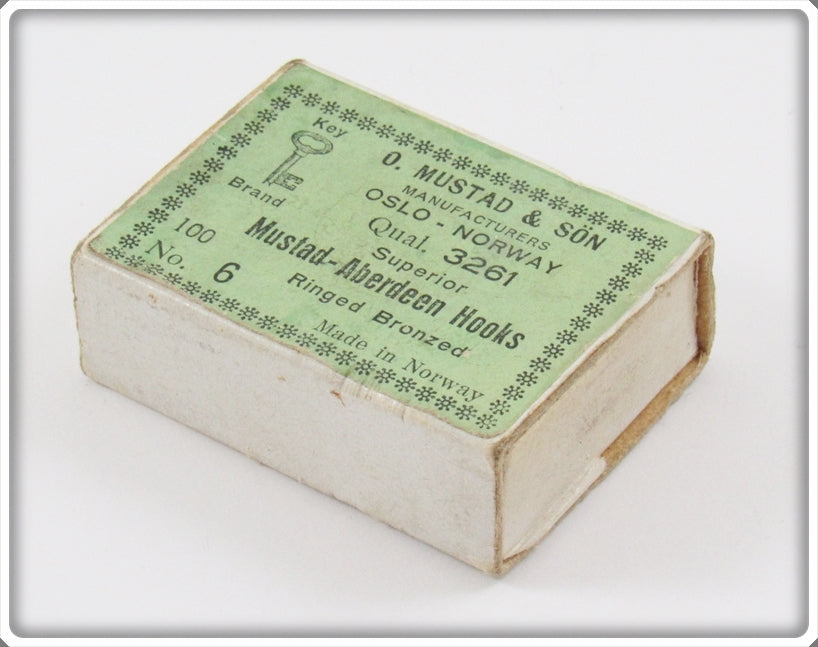 Key
Brand
O. MUSTAD & SÖN
MANUFACTURERS
OSLO - NORWAY
Qual. 3261
Superior
Mustad-Aberdeen Hooks
Ringed Bronzed
100
No. 6
Made in Norway